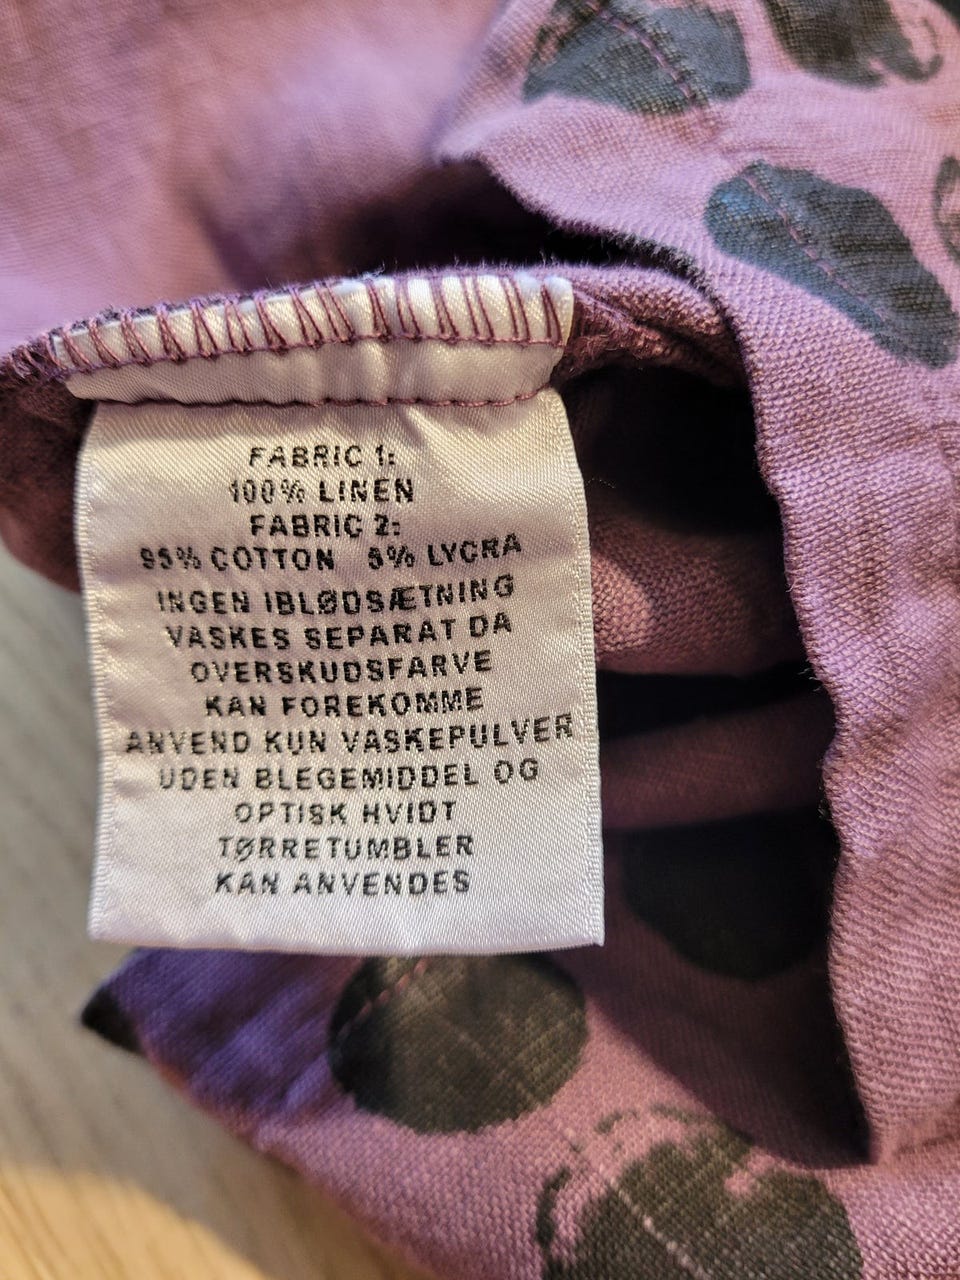 FABRIC 1:
100% LINEN
FABRIC 2:
95% COTTON 5% LYCRA
INGEN IBLØDSÆTNING
VASKES SEPARAT DA
OVERSKUDSFARVE
KAN FOREKOMME
ANVEND KUN VASKEPULVER
UDEN BLEGEMIDDEL OG
OPTISK HVIDT
TØRRETUMBLER
KAN ANVENDES